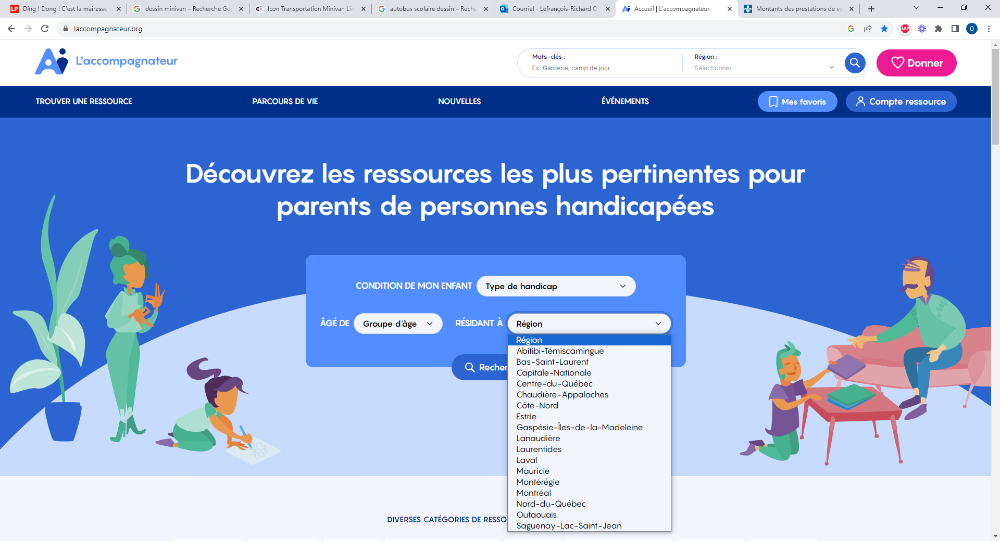 Ding ! Dong ! C'est la mairesse
dessin minivan – Recherche Goo
Icon Transportation Minivan Lin
autobus scolaire dessin – Reche
Courriel - Lefrançois-Richard Ol
Accueil | L'accompagnateur
Montants des prestations de so
laccompagnateur.org
L'accompagnateur
Mots-clés :
Ex: Garderie, camp de jour
Région :
Sélectionner
Donner
TROUVER UNE RESSOURCE
PARCOURS DE VIE
NOUVELLES
ÉVÉNEMENTS
Mes favoris
Compte ressource
Découvrez les ressources les plus pertinentes pour
parents de personnes handicapées
CONDITION DE MON ENFANT
Type de handicap
ÂGÉ DE
Groupe d'âge
RÉSIDANT À
Région
Région
Abitibi-Témiscamingue
Bas-Saint-Laurent
Capitale-Nationale
Centre-du-Québec
Chaudière-Appalaches
Côte-Nord
Estrie
Gaspésie-Îles-de-la-Madeleine
Lanaudière
Laurentides
Laval
Mauricie
Montérégie
Montréal
Nord-du-Québec
Outaouais
Saguenay-Lac-Saint-Jean
Recher
DIVERSES CATÉGORIES DE RESSO
LP
ABP
O